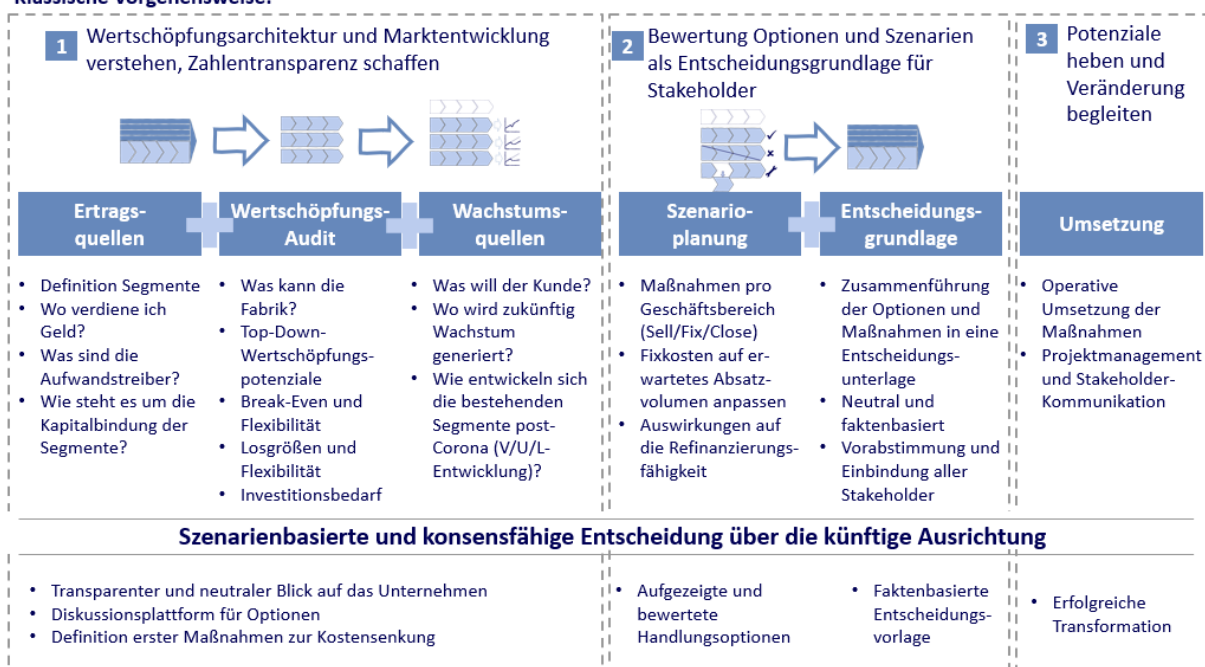 Klassische Vorgehensweise:
1
Wertschöpfungsarchitektur und Marktentwicklung
verstehen, Zahlentransparenz schaffen
Ertrags-
quellen
Wertschöpfungs-
Audit
Wachstums-
quellen
• Definition Segmente
• Wo verdiene ich
Geld?
• Was sind die
Aufwandstreiber?
• Wie steht es um die
Kapitalbindung der
Segmente?
• Was kann die
Fabrik?
• Top-Down-
Wertschöpfungs-
potenziale
• Break-Even und
Flexibilität
• Losgrößen und
Flexibilität
• Investitionsbedarf
• Was will der Kunde?
• Wo wird zukünftig
Wachstum
generiert?
• Wie entwickeln sich
die bestehenden
Segmente post-
Corona (V/U/L-
Entwicklung)?
2
Bewertung Optionen und Szenarien
als Entscheidungsgrundlage für
Stakeholder
Szenario-
planung
Entscheidungs-
grundlage
• Maßnahmen pro
Geschäftsbereich
(Sell/Fix/Close)
• Fixkosten auf er-
wartetes Absatz-
volumen anpassen
• Auswirkungen auf
die Refinanzierungs-
fähigkeit
• Zusammenführung
der Optionen und
Maßnahmen in eine
Entscheidungs-
unterlage
• Neutral und
faktenbasiert
• Vorabstimmung und
Einbindung aller
Stakeholder
3
Potenziale
heben und
Veränderung
begleiten
Umsetzung
• Operative
Umsetzung der
Maßnahmen
• Projektmanagement
und Stakeholder-
Kommunikation
Szenarienbasierte und konsensfähige Entscheidung über die künftige Ausrichtung
• Transparenter und neutraler Blick auf das Unternehmen
• Diskussionsplattform für Optionen
• Definition erster Maßnahmen zur Kostensenkung
• Aufgezeigte und
bewertete
Handlungsoptionen
• Faktenbasierte
Entscheidungs-
vorlage
• Erfolgreiche
Transformation